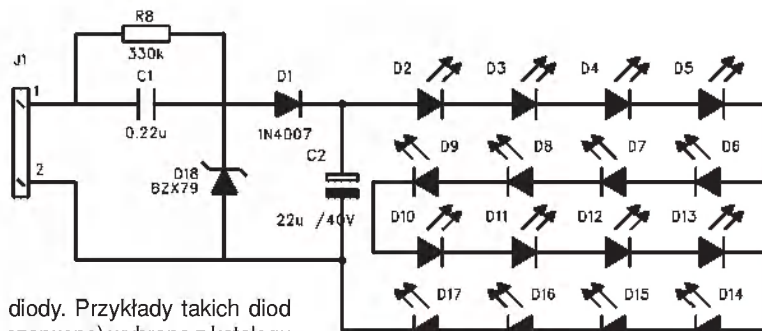 R8
330k
J1
1
C1
0.22u
2
D1
1N4007
D18
BZX79
C2
22u /40V
D2
D3
D4
D5
D9
D8
D7
D6
D10
D11
D12
D13
D17
D16
D15
D14
diody. Przykłady takich diod